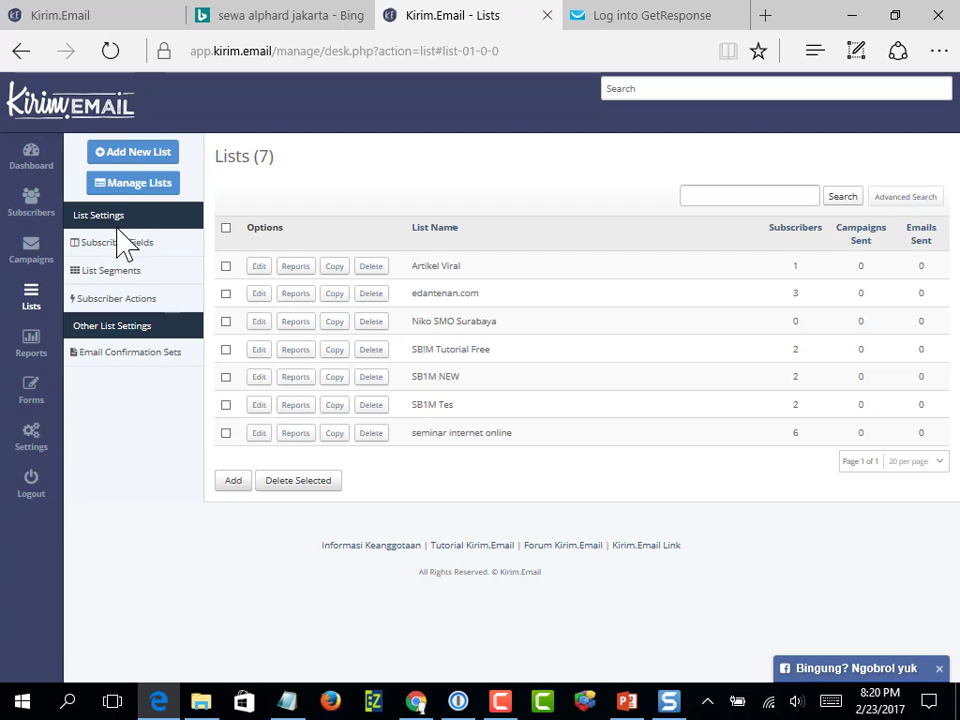 Kirim.Email
sewa alphard jakarta - Bing
Kirim.Email - Lists
Log into GetResponse
app.kirim.email/manage/desk.php?action=list#list-01-0-0
Kirim.EMAIL
Search
Dashboard
Subscribers
Campaigns
Lists
Reports
Forms
Settings
Logout
Add New List
Manage Lists
List Settings
List Segments
Subscriber Actions
Other List Settings
Email Confirmation Sets
Lists (7)
Search
Advanced Search
Options List Name Subscribers Campaigns Sent Emails Sent
Edit Reports Copy Delete Artikel Viral 1 0 0
Edit Reports Copy Delete edantenan.com 3 0 0
Edit Reports Copy Delete Niko SMO Surabaya 0 0 0
Edit Reports Copy Delete SB!M Tutorial Free 2 0 0
Edit Reports Copy Delete SB1M NEW 2 0 0
Edit Reports Copy Delete SB1M Tes 2 0 0
Edit Reports Copy Delete seminar internet online 6 0 0
Page 1 of 1 20 per page
Add Delete Selected
Informasi Keanggotaan | Tutorial Kirim.Email | Forum Kirim.Email | Kirim.Email Link
All Rights Reserved. © Kirim.Email
Bingung? Ngobrol yuk
8:20 PM
2/23/2017